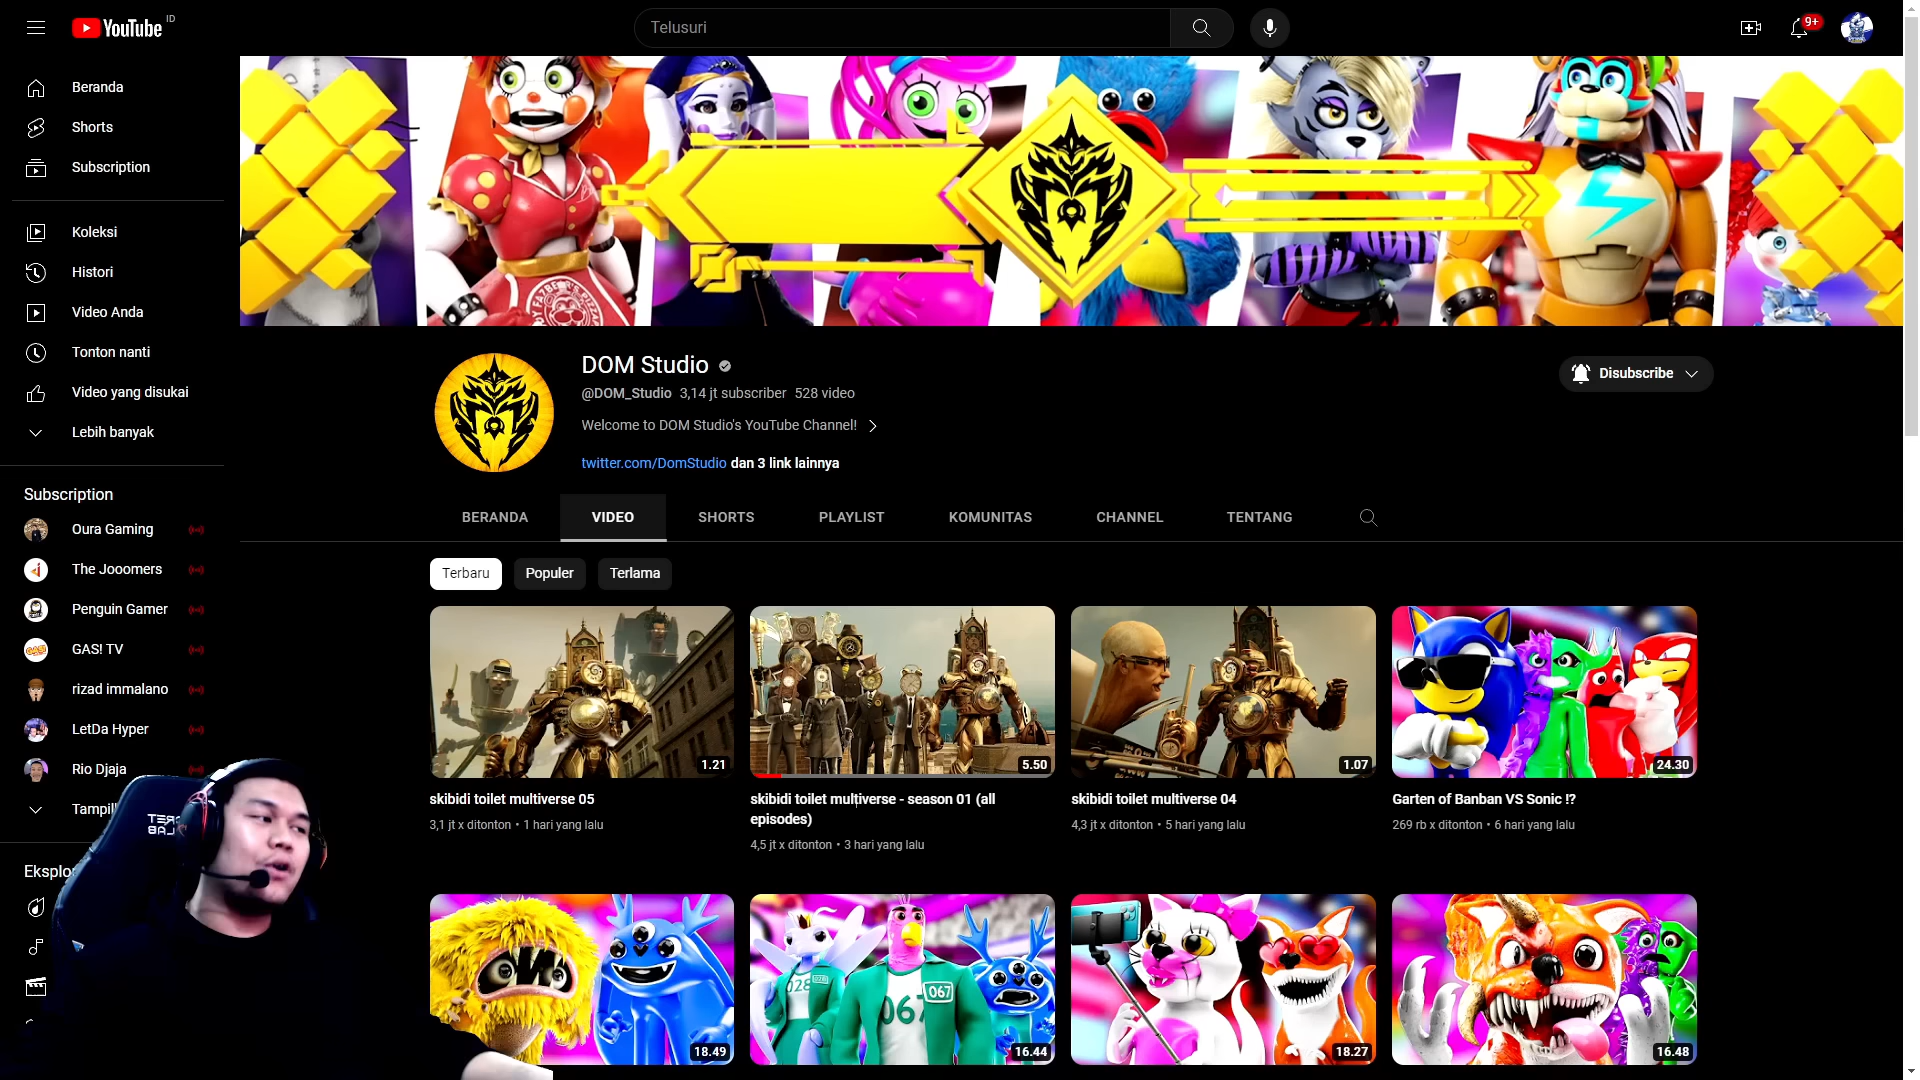 YouTube ID
Telusuri
9+
Beranda
Shorts
Subscription
Koleksi
Histori
Video Anda
Tonton nanti
Video yang disukai
Lebih banyak
Subscription
Oura Gaming
The Jooomers
Penguin Gamer
GAS! TV
rizad immalano
LetDa Hyper
Rio Djaja
DOM Studio
@DOM_Studio 3,14 jt subscriber 528 video
Welcome to DOM Studio's YouTube Channel!
twitter.com/DomStudio dan 3 link lainnya
Disubscribe
BERANDA VIDEO SHORTS PLAYLIST KOMUNITAS CHANNEL TENTANG
Terbaru Populer Terlama
1.21
skibidi toilet multiverse 05
3,1 jt x ditonton • 1 hari yang lalu
5.50
skibidi toilet multiverse - season 01 (all
episodes)
4,5 jt x ditonton • 3 hari yang lalu
1.07
skibidi toilet multiverse 04
4,3 jt x ditonton • 5 hari yang lalu
24.30
Garten of Banban VS Sonic !?
269 rb x ditonton • 6 hari yang lalu
18.49
028
067
067
16.44
18.27
16.48